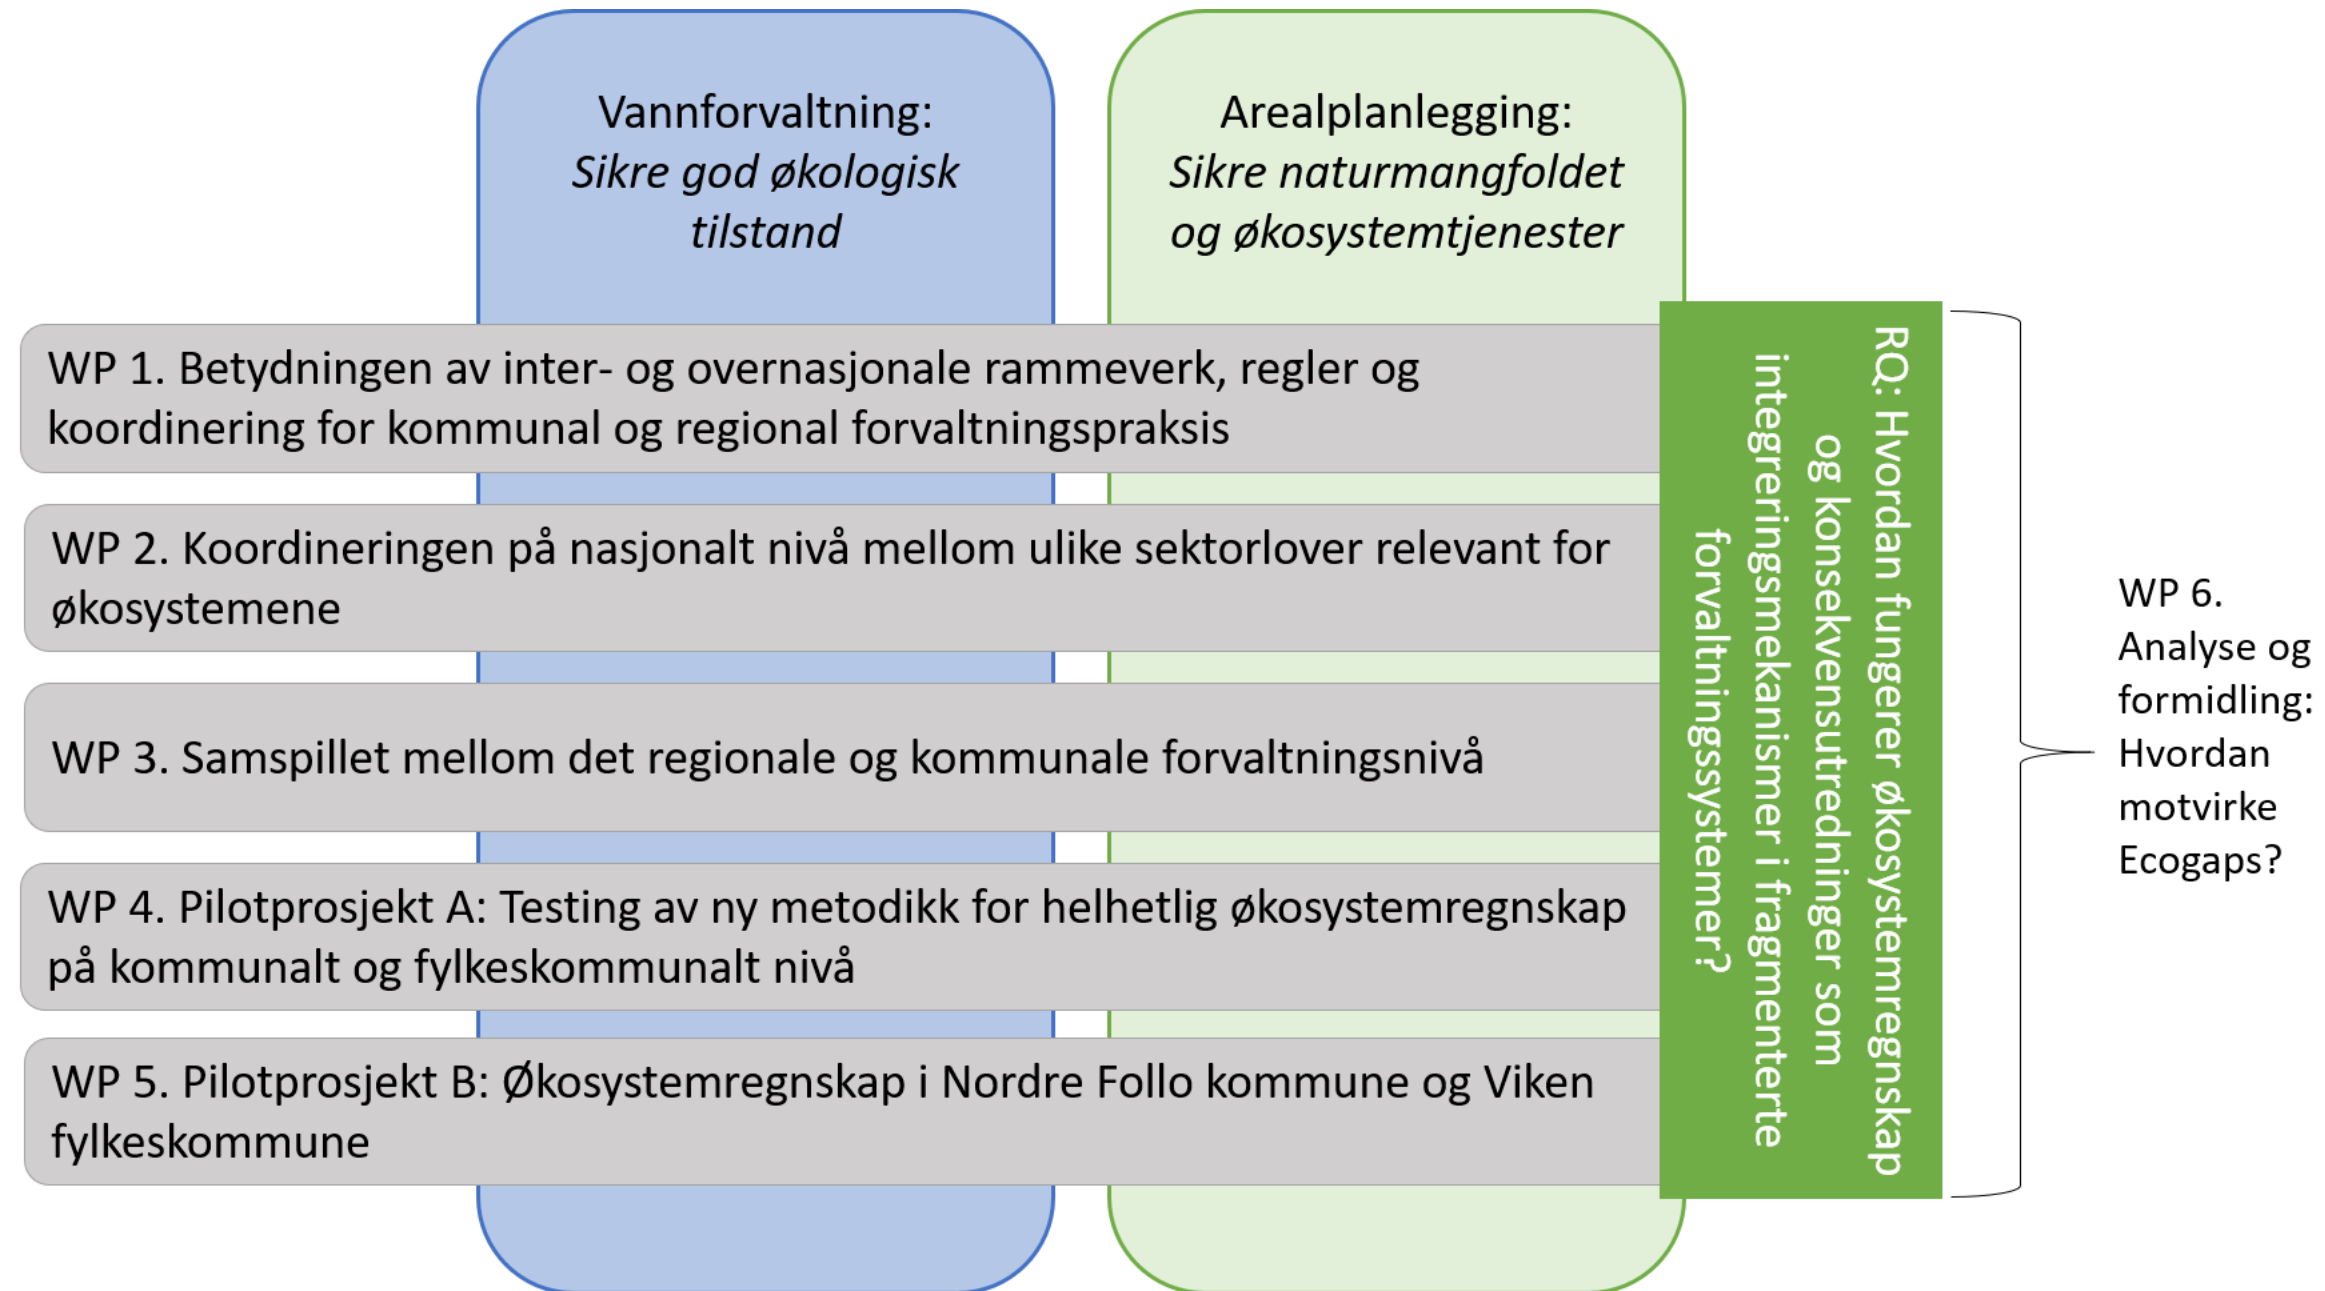 Vannforvaltning:
Sikre god økologisk
tilstand
Arealplanlegging:
Sikre naturmangfoldet
og økosystemtjenester
WP 1. Betydningen av inter- og overnasjonale rammeverk, regler og
koordinering for kommunal og regional forvaltningspraksis
WP 2. Koordineringen på nasjonalt nivå mellom ulike sektorlover relevant for
økosystemene
WP 3. Samspillet mellom det regionale og kommunale forvaltningsnivå
WP 4. Pilotprosjekt A: Testing av ny metodikk for helhetlig økosystemregnskap
på kommunalt og fylkeskommunalt nivå
WP 5. Pilotprosjekt B: Økosystemregnskap i Nordre Follo kommune og Viken
fylkeskommune
RQ: Hvordan fungerer økosystemregnskap
og konsekvensutredninger som
integreringsmekanismer i fragmenterte
forvaltningssystemer?
WP 6.
Analyse og
formidling:
Hvordan
motvirke
Ecogaps?